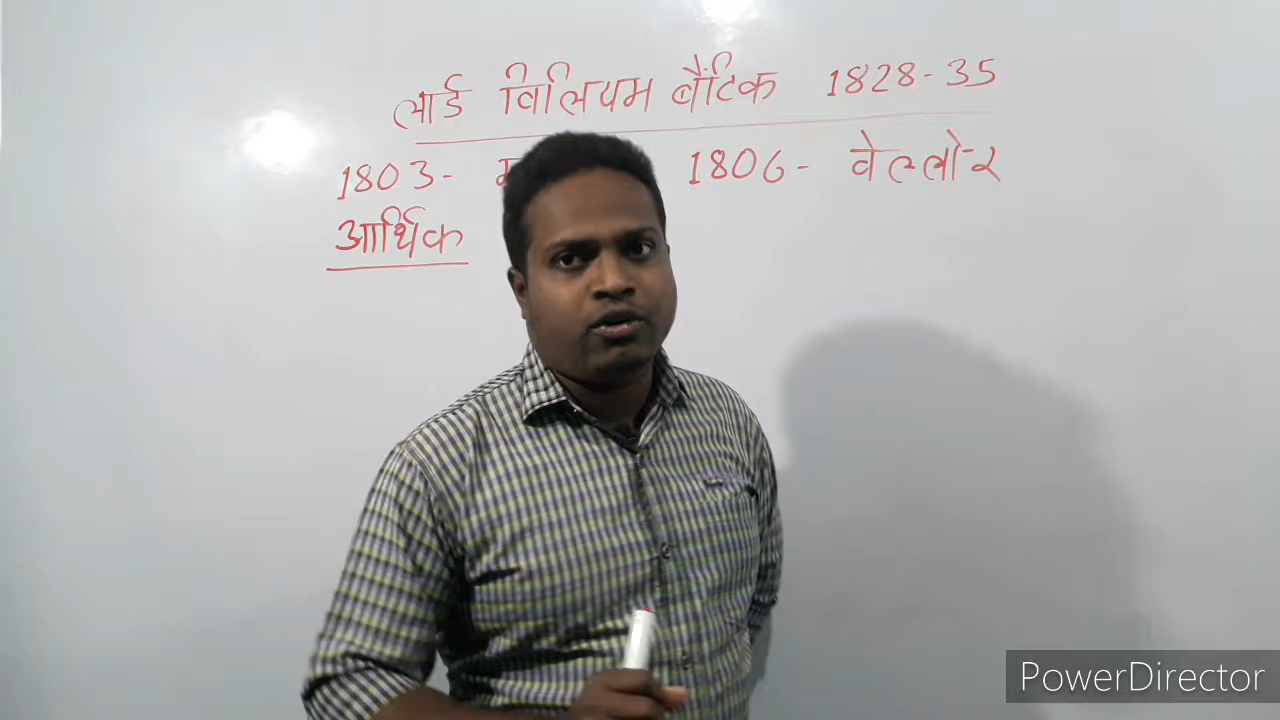 लार्ड विलियम बैंटिक 1828-35
1803- 1806- वेल्लोर
आर्थिक
PowerDirector